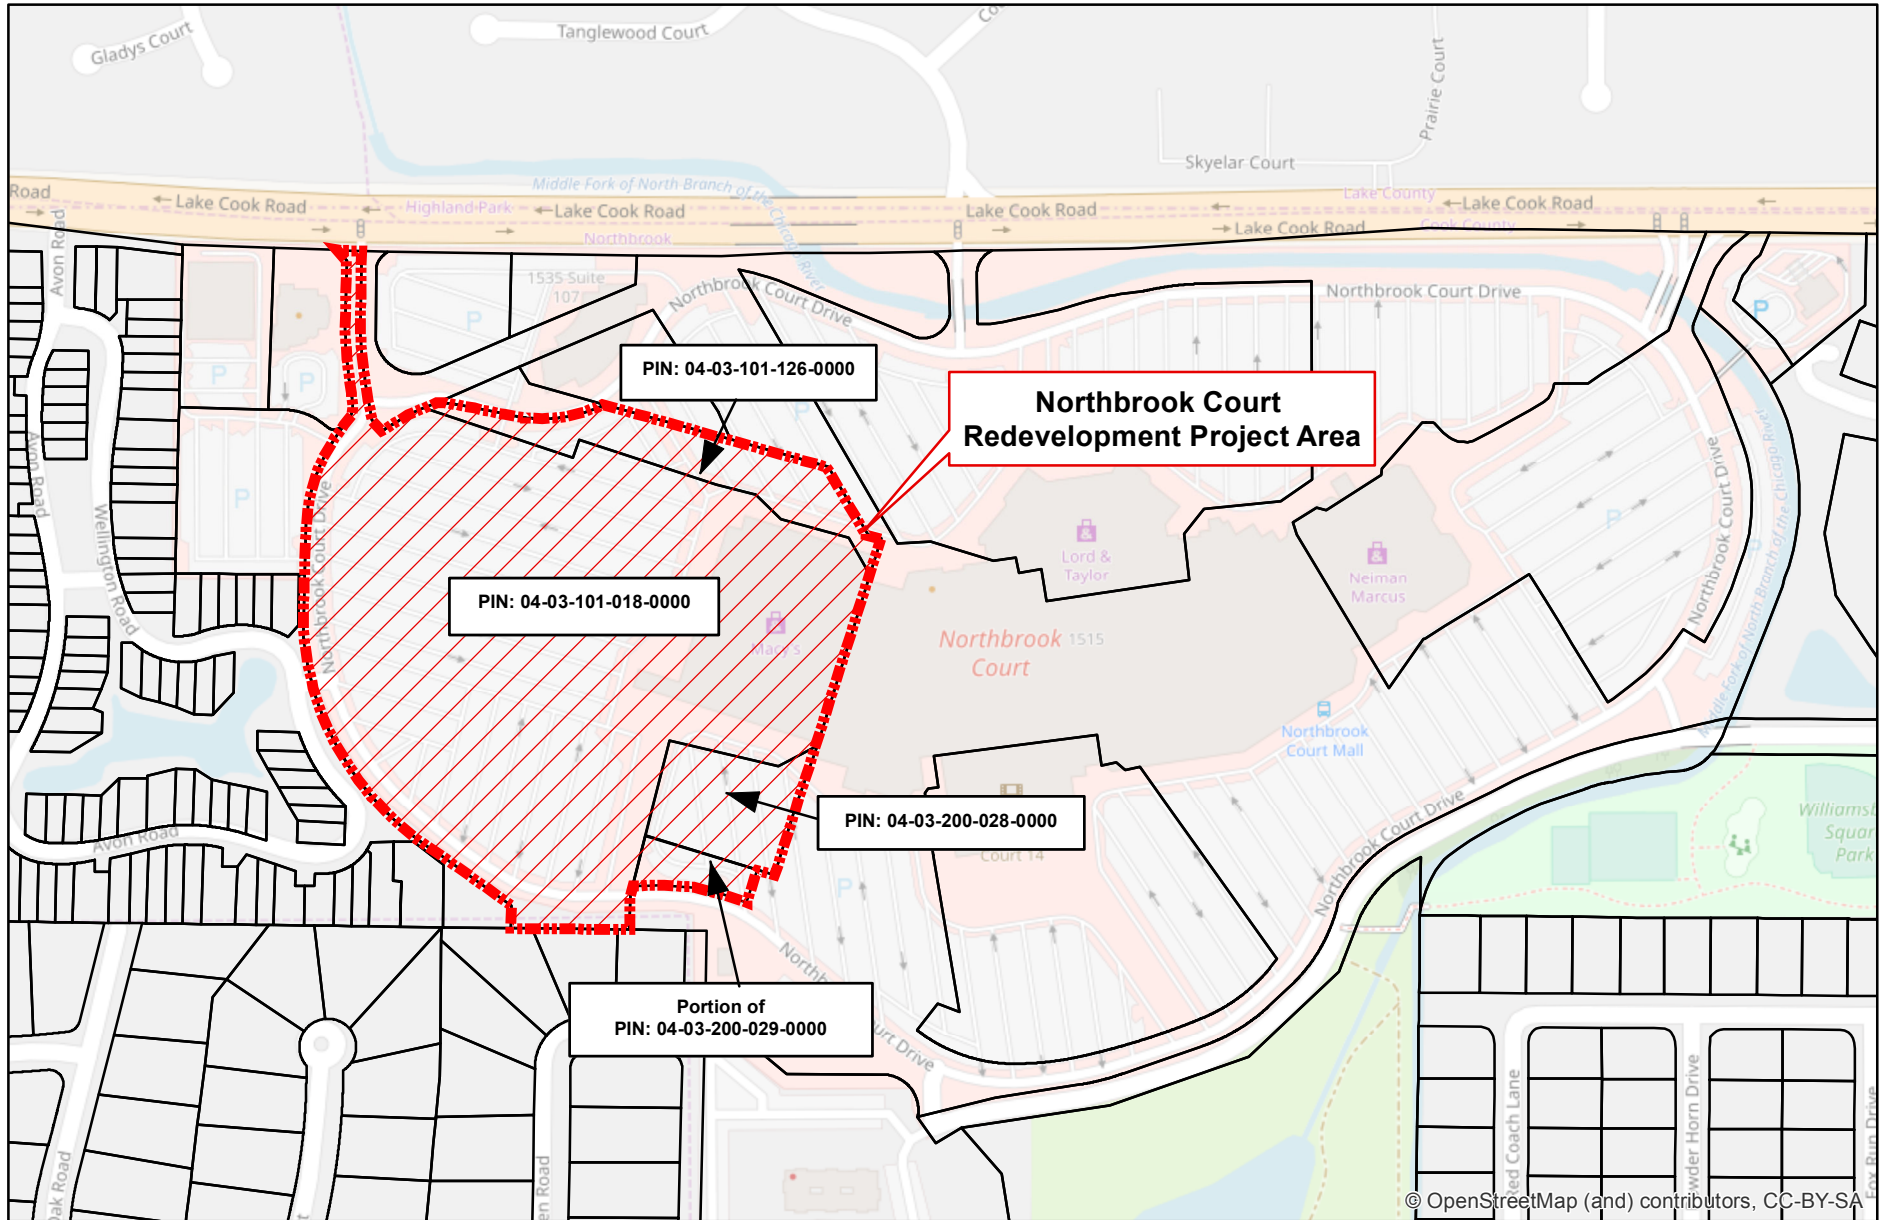 Gladys Court
Tanglewood Court
Prairie Court
Skyelar Court
Middle Fork of North Branch of the Chicago River
Road
Lake Cook Road
Highland Park
Lake Cook Road
Lake Cook Road
Lake County
Lake Cook Road
Northbrook
Lake Cook Road
Cook County
Avon Road
1535 Suite
107
Northbrook Court Drive
Northbrook Court Drive
P
P
P
P
P
PIN: 04-03-101-126-0000
Northbrook Court
Redevelopment Project Area
Avon Road
Wellington Road
P
Northbrook Court Drive
PIN: 04-03-101-018-0000
Macy's
Lord &
Taylor
Neiman
Marcus
P
P
Northbrook Court Drive
Middle Fork of North Branch of the Chicago River
Northbrook
Court
1515
Northbrook
Court Mall
PIN: 04-03-200-028-0000
Court 14
P
Northbrook Court Drive
Avon Road
Square
Park
Portion of
PIN: 04-03-200-029-0000
Court Drive
Red Coach Lane
Horn Drive
Fox Run Drive
Road
Road
© OpenStreetMap (and) contributors, CC-BY-SA